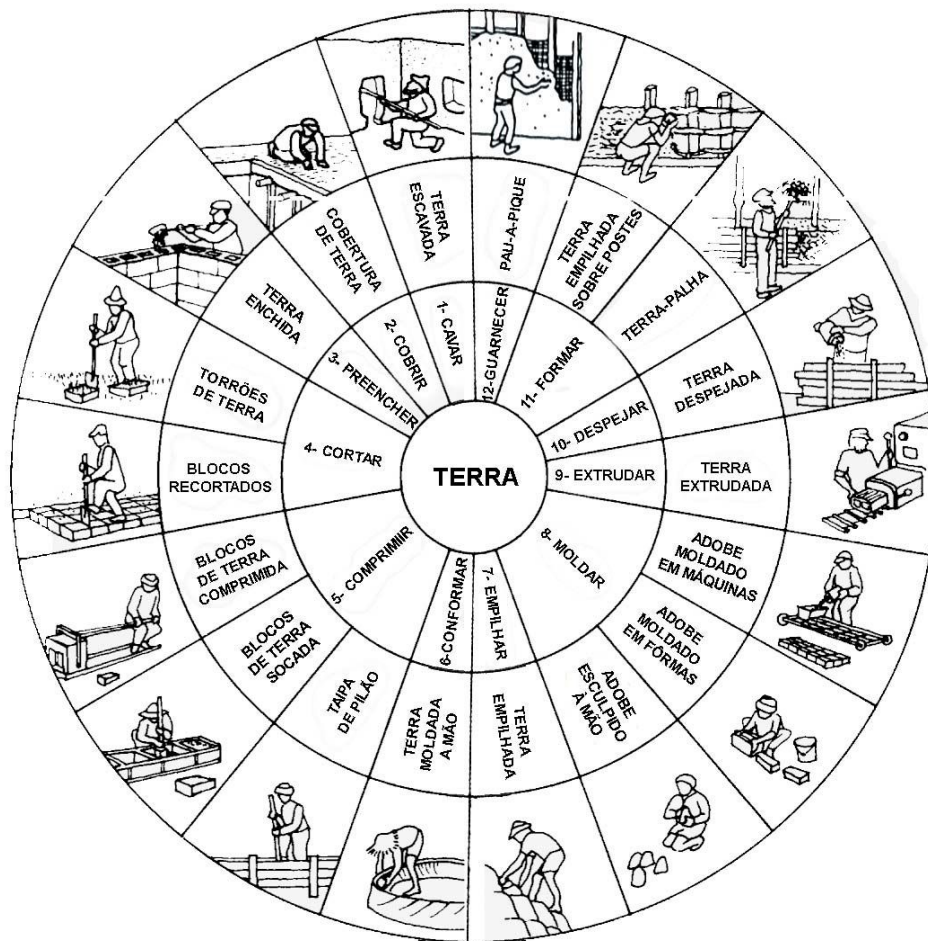 TERRA
1- CAVAR
TERRA
ESCAVADA
2- COBRIR
COBERTURA
DE TERRA
3- PREENCHER
TERRA
ENCHIDA
4- CORTAR
TORRÕES
DE TERRA
BLOCOS
RECORTADOS
5- COMPRIMIR
BLOCOS
DE TERRA
COMPRIMIDA
BLOCOS
DE TERRA
SOCADA
TAIPA
DE PILÃO
6-CONFORMAR
TERRA
MOLDADA
A MÃO
7- EMPILHAR
TERRA
EMPILHADA
8- MOLDAR
ADOBE
ESCULPIDO
À MÃO
ADOBE
MOLDADO
EM FÔRMAS
ADOBE
MOLDADO
EM MÁQUINAS
9- EXTRUDAR
TERRA
EXTRUDADA
10- DESPEJAR
TERRA
DESPEJADA
11- FORMAR
TERRA-PALHA
TERRA
EMPILHADA
SOBRE POSTES
12-GUARNECER
PAU-A-PIQUE